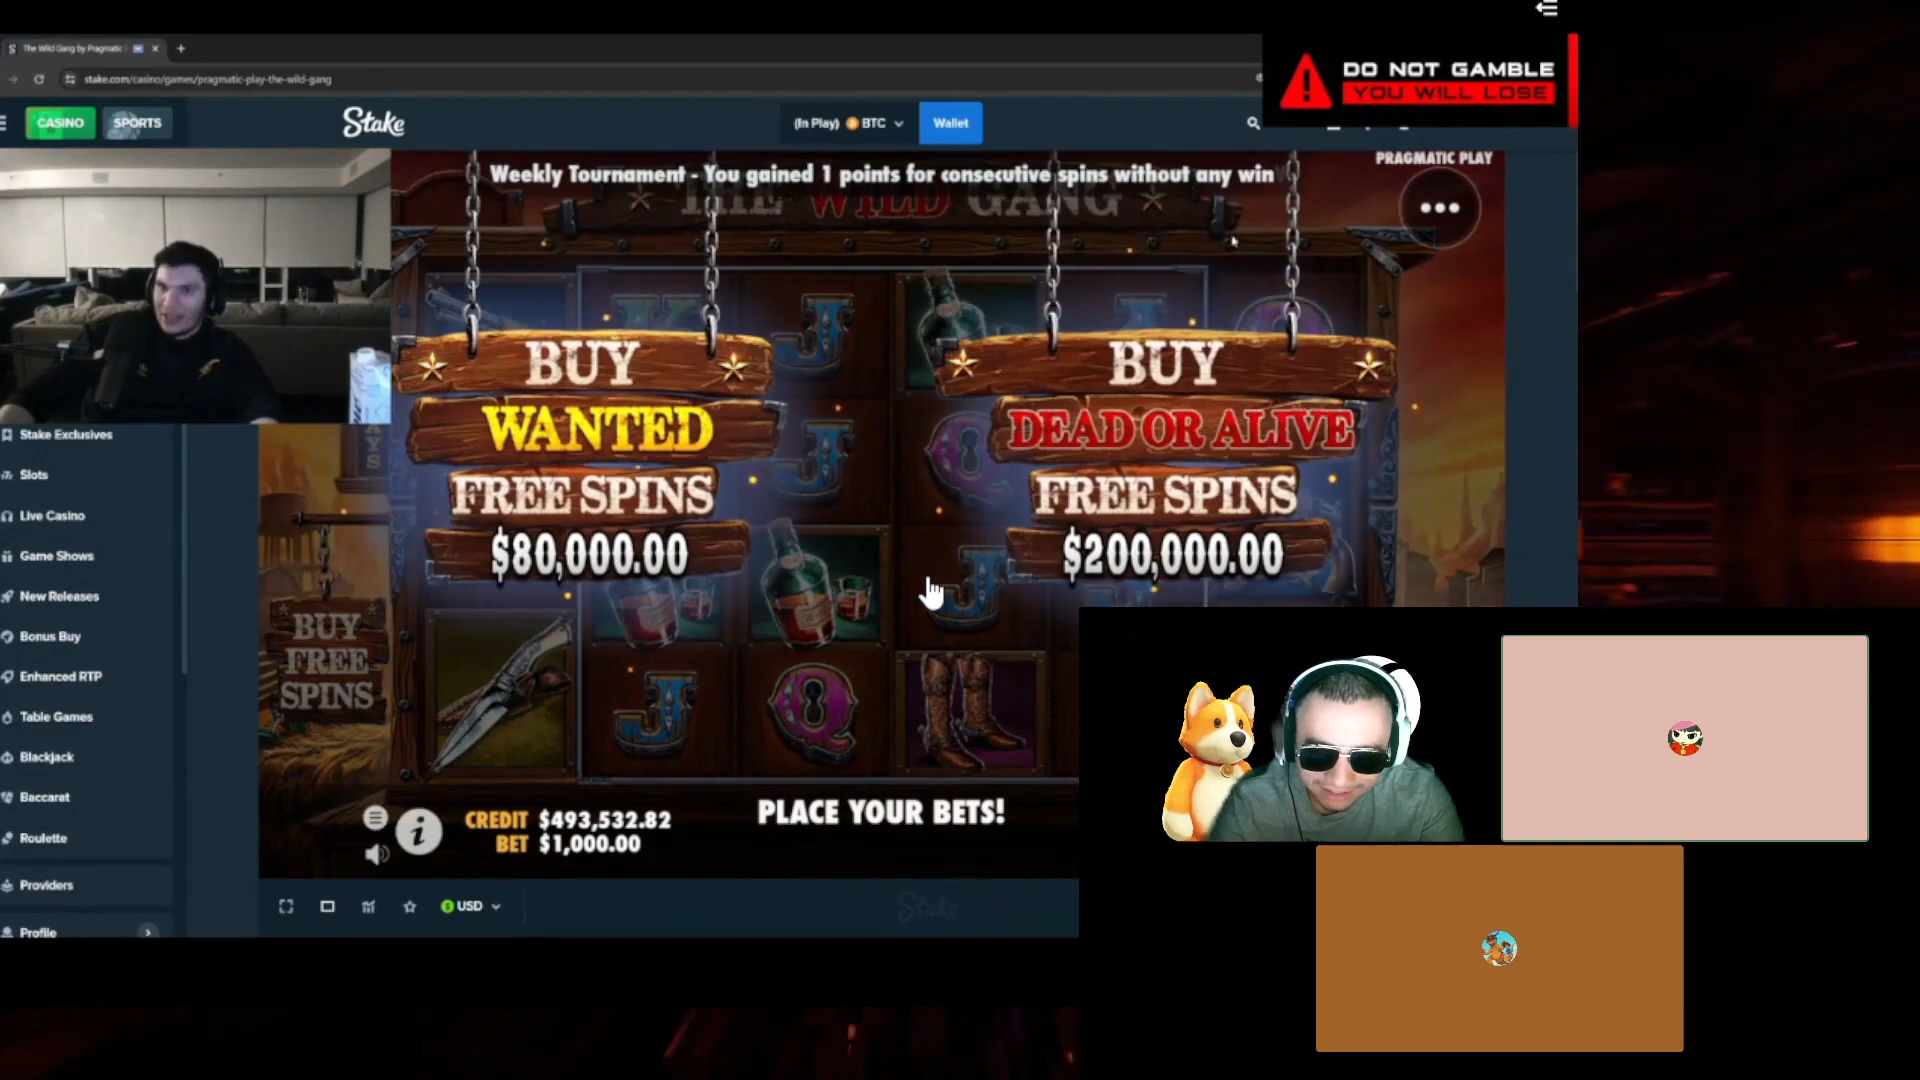 The Wild Gang by Pragmatic
stake.com/casino/games/pragmatic-play-the-wild-gang
DO NOT GAMBLE
YOU WILL LOSE
CASINO
SPORTS
Stake
(In Play) BTC
Wallet
PRAGMATIC PLAY
Weekly Tournament - You gained 1 points for consecutive spins without any win
THE WILD GANG
BUY
WANTED
FREE SPINS
$80,000.00
BUY
DEAD OR ALIVE
FREE SPINS
$200,000.00
Stake Exclusives
Slots
Live Casino
Game Shows
New Releases
Bonus Buy
Enhanced RTP
Table Games
Blackjack
Baccarat
Roulette
Providers
Profile
BUY
FREE
SPINS
J
J
Q
J
J
Q
CREDIT $493,532.82
BET $1,000.00
PLACE YOUR BETS!
USD
Stake